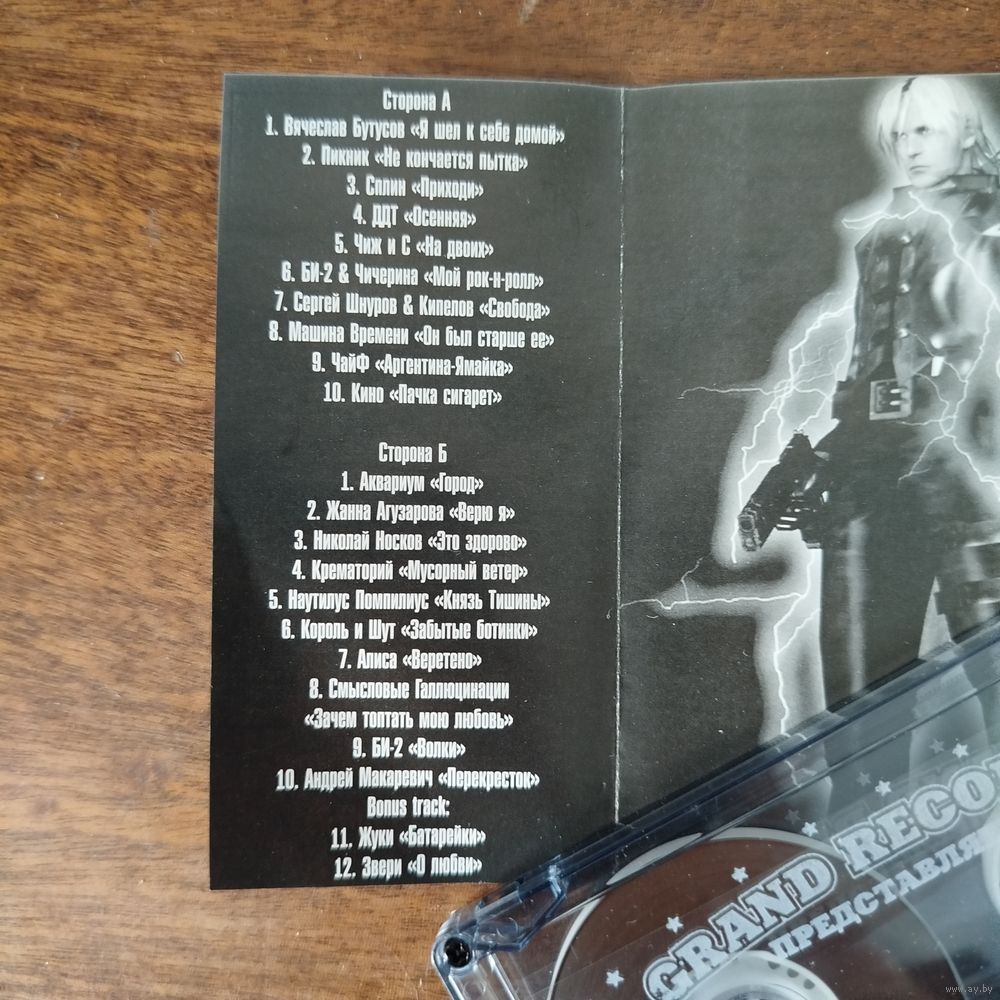 Сторона А
1. Вячеслав Бутусов «Я шел к себе домой»
2. Пикник «Не кончается пытка»
3. Сплин «Приходи»
4. ДДТ «Осенняя»
5. Чиж и С «На двоих»
6. БИ-2 & Чичерина «Мой рок-н-ролл»
7. Сергей Шнуров & Кипелов «Свобода»
8. Машина Времени «Он был старше ее»
9. ЧайФ «Аргентина-Ямайка»
10. Кино «Пачка сигарет»
Сторона Б
1. Аквариум «Город»
2. Жанна Агузарова «Верю я»
3. Николай Носков «Это здорово»
4. Крематорий «Мусорный ветер»
5. Наутилус Помпилиус «Князь Тишины»
6. Король и Шут «Забытые ботинки»
7. Алиса «Веретено»
8. Смысловые Галлюцинации
«Зачем топтать мою любовь»
9. БИ-2 «Волки»
10. Андрей Макаревич «Перекресток»
Bonus track:
11. Жуки «Батарейки»
12. Звери «О любви»
GRAND RECO
ПРЕДСТАВЛЯ
www.ay.by